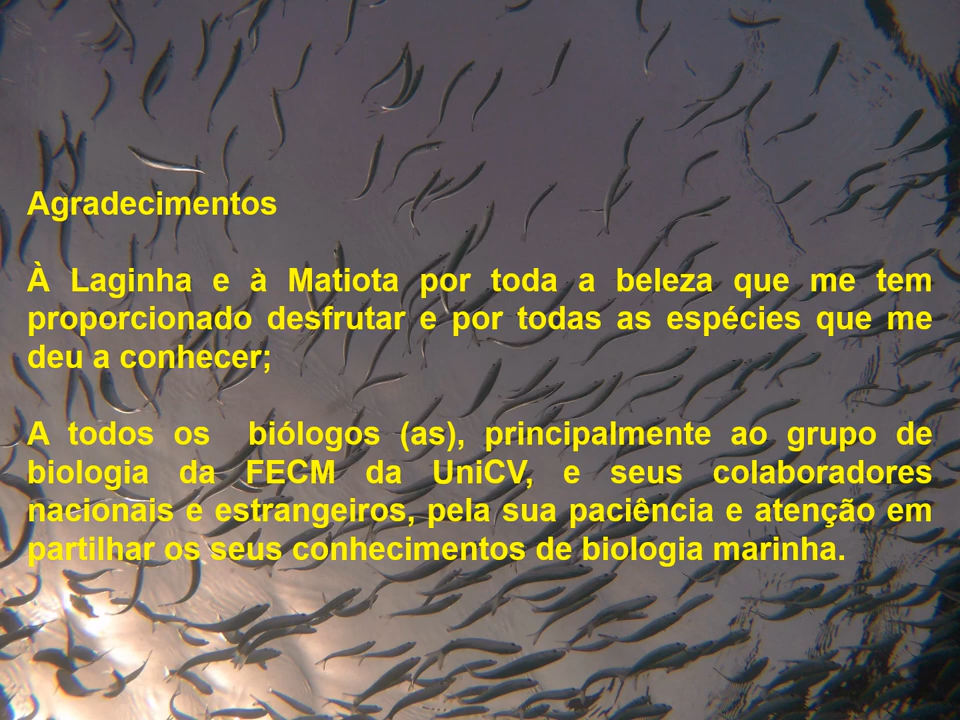 Agradecimentos
À Laginha e à Matiota por toda a beleza que me tem
proporcionado desfrutar e por todas as espécies que me
deu a conhecer;
A todos os biólogos (as), principalmente ao grupo de
biologia da FECM da UniCV, e seus colaboradores
nacionais e estrangeiros, pela sua paciência e atenção em
partilhar os seus conhecimentos de biologia marinha.